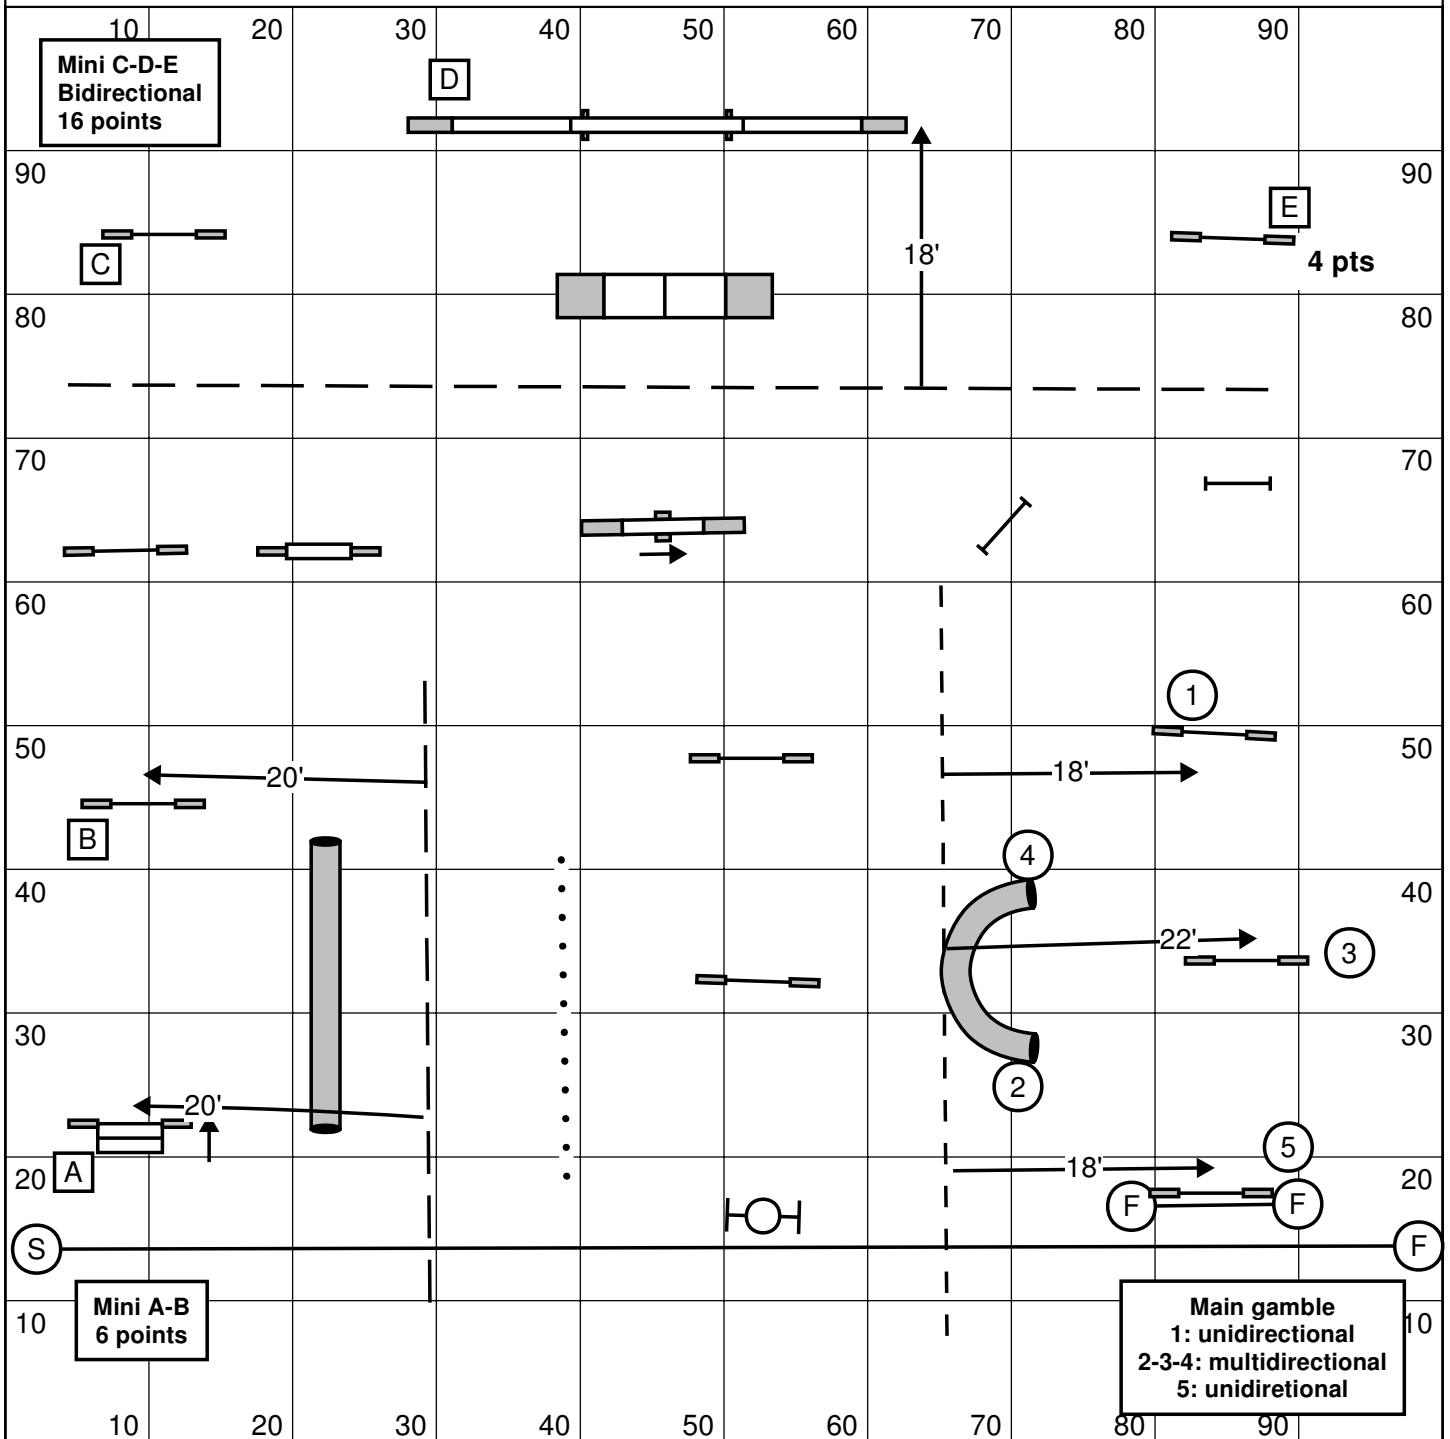 10 20 30 40 50 60 70 80 90
Mini C-D-E
Bidirectional
16 points
D
90 90
E
C
18'
4 pts
80 80
70 70
60 60
1
50 50
20'
18'
B
4
40 40
22'
3
30 30
2
20'
5
A
18'
20 20
F F
S F
Mini A-B
6 points
Main gamble
1: unidirectional
2-3-4: multidirectional
5: unidiretional
10 10
10 20 30 40 50 60 70 80 90